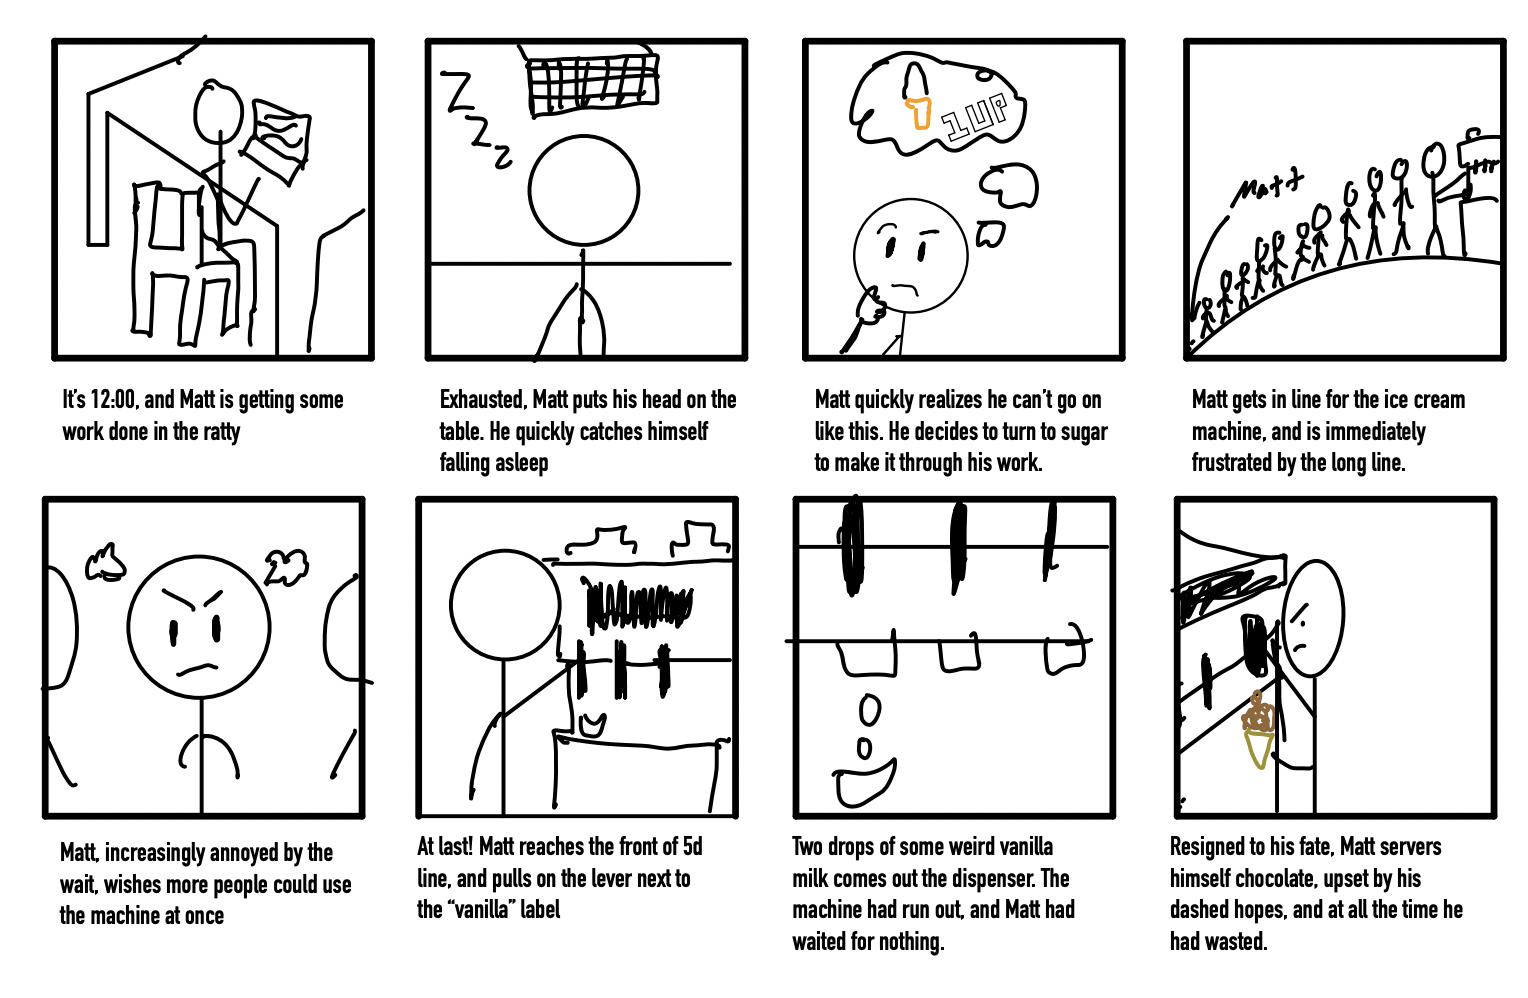 Z
Z
Z
Z
1UP
Matt
It's 12:00, and Matt is getting some
work done in the ratty
Exhausted, Matt puts his head on the
table. He quickly catches himself
falling asleep
Matt quickly realizes he can't go on
like this. He decides to turn to sugar
to make it through his work.
Matt gets in line for the ice cream
machine, and is immediately
frustrated by the long line.
Matt, increasingly annoyed by the
wait, wishes more people could use
the machine at once
At last! Matt reaches the front of 5d
line, and pulls on the lever next to
the “vanilla” label
Two drops of some weird vanilla
milk comes out the dispenser. The
machine had run out, and Matt had
waited for nothing.
Resigned to his fate, Matt servers
himself chocolate, upset by his
dashed hopes, and at all the time he
had wasted.